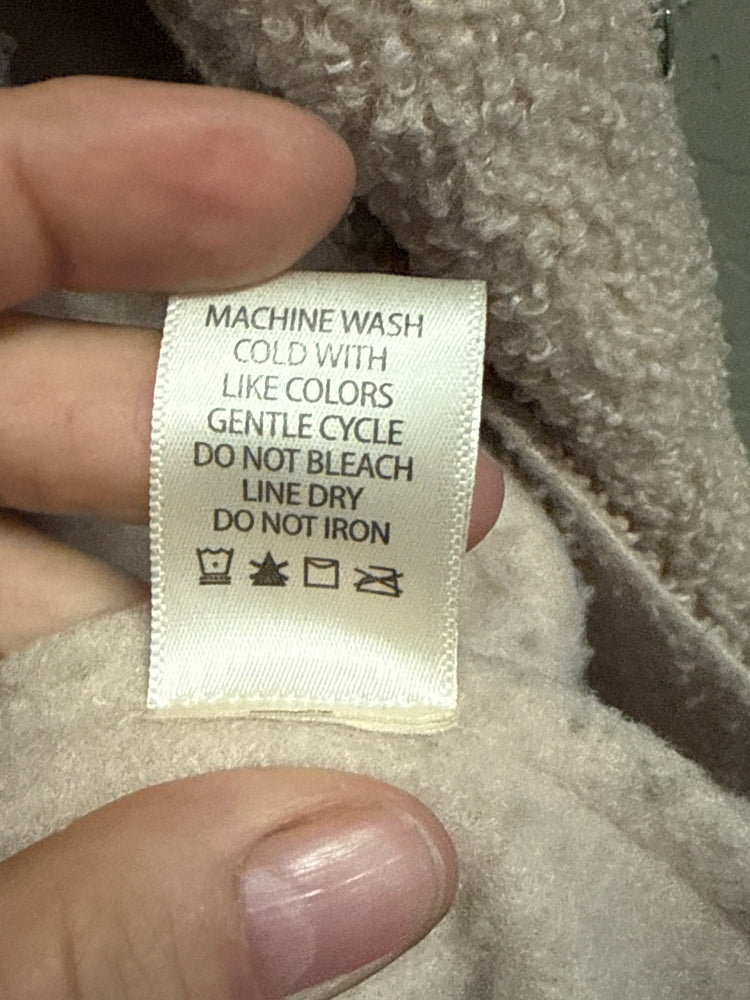 MACHINE WASH
COLD WITH
LIKE COLORS
GENTLE CYCLE
DO NOT BLEACH
LINE DRY
DO NOT IRON